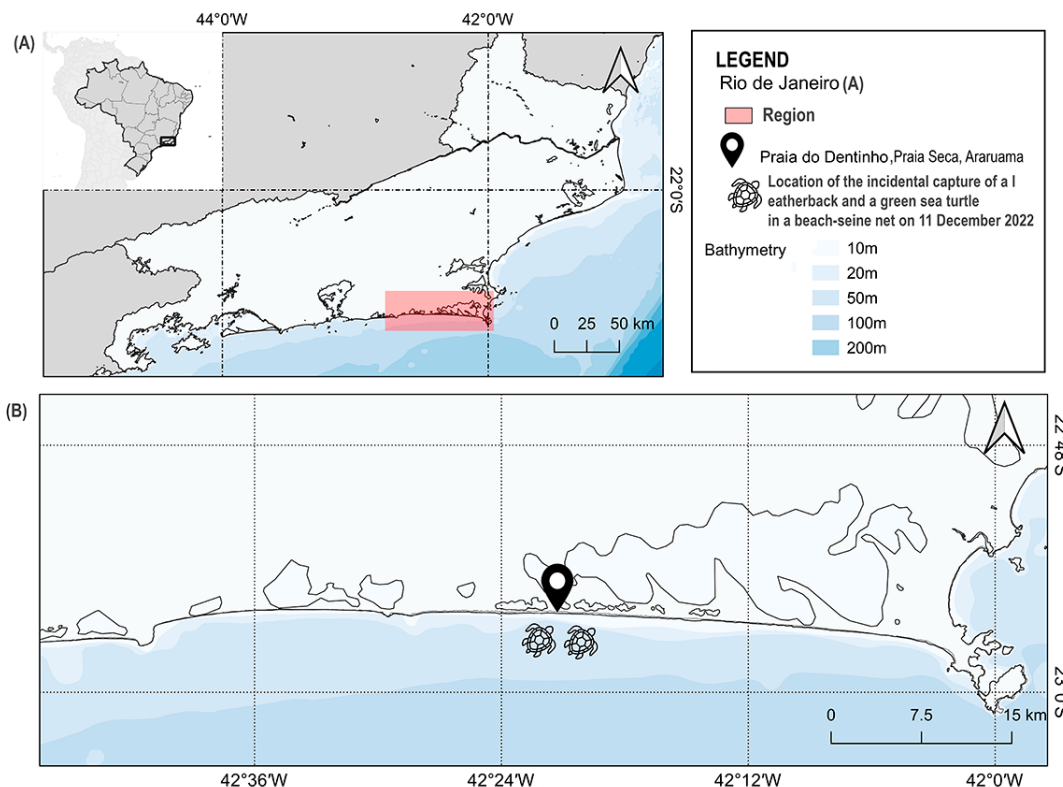 44°0'W
42°0'W
(A)
22°0'S
0 25 50 km
LEGEND
Rio de Janeiro (A)
Region
Praia do Dentinho, Praia Seca, Araruama
Location of the incidental capture of a l
eatherback and a green sea turtle
in a beach-seine net on 11 December 2022
Bathymetry
10m
20m
50m
100m
200m
(B)
22°48'S
23°0'S
0 7.5 15 km
42°36'W
42°24'W
42°12'W
42°0'W